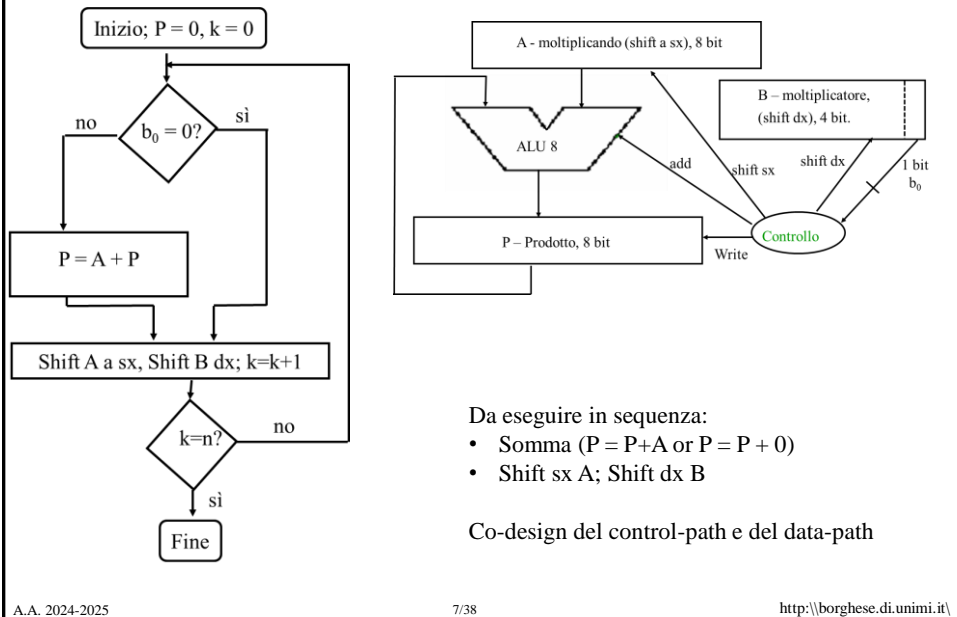 Inizio; P = 0, k = 0
no
b0 = 0?
sì
P = A + P
Shift A a sx, Shift B dx; k=k+1
k=n?
no
sì
Fine
A - moltiplicando (shift a sx), 8 bit
B – moltiplicatore,
(shift dx), 4 bit.
ALU 8
add
shift sx
shift dx
1 bit
b0
P – Prodotto, 8 bit
Write
Controllo
Da eseguire in sequenza:
• Somma (P = P+A or P = P + 0)
• Shift sx A; Shift dx B
Co-design del control-path e del data-path
A.A. 2024-2025
7/38
http:\\borghese.di.unimi.it\